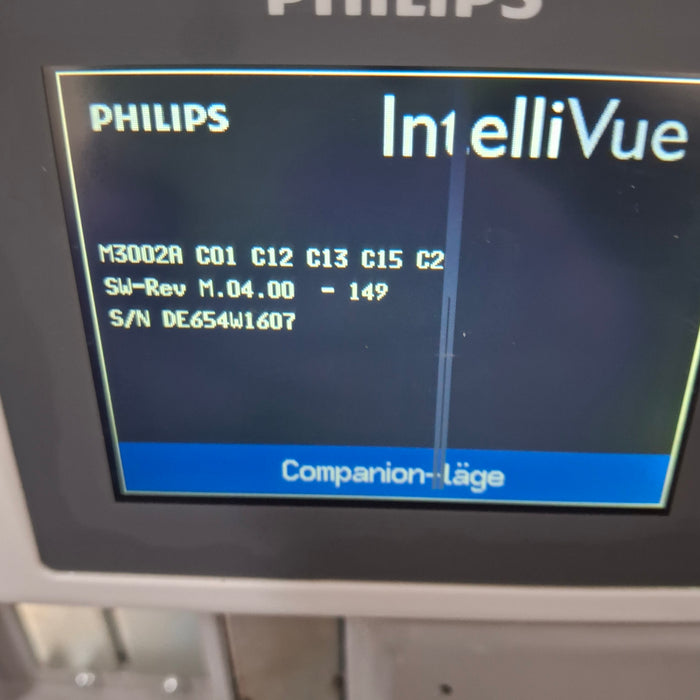 PHILIPS
PHILIPS
IntelliVue
M3002A C01 C12 C13 C15 C2
SW-Rev M.04.00 - 149
S/N DE654W1607
Companion-läge